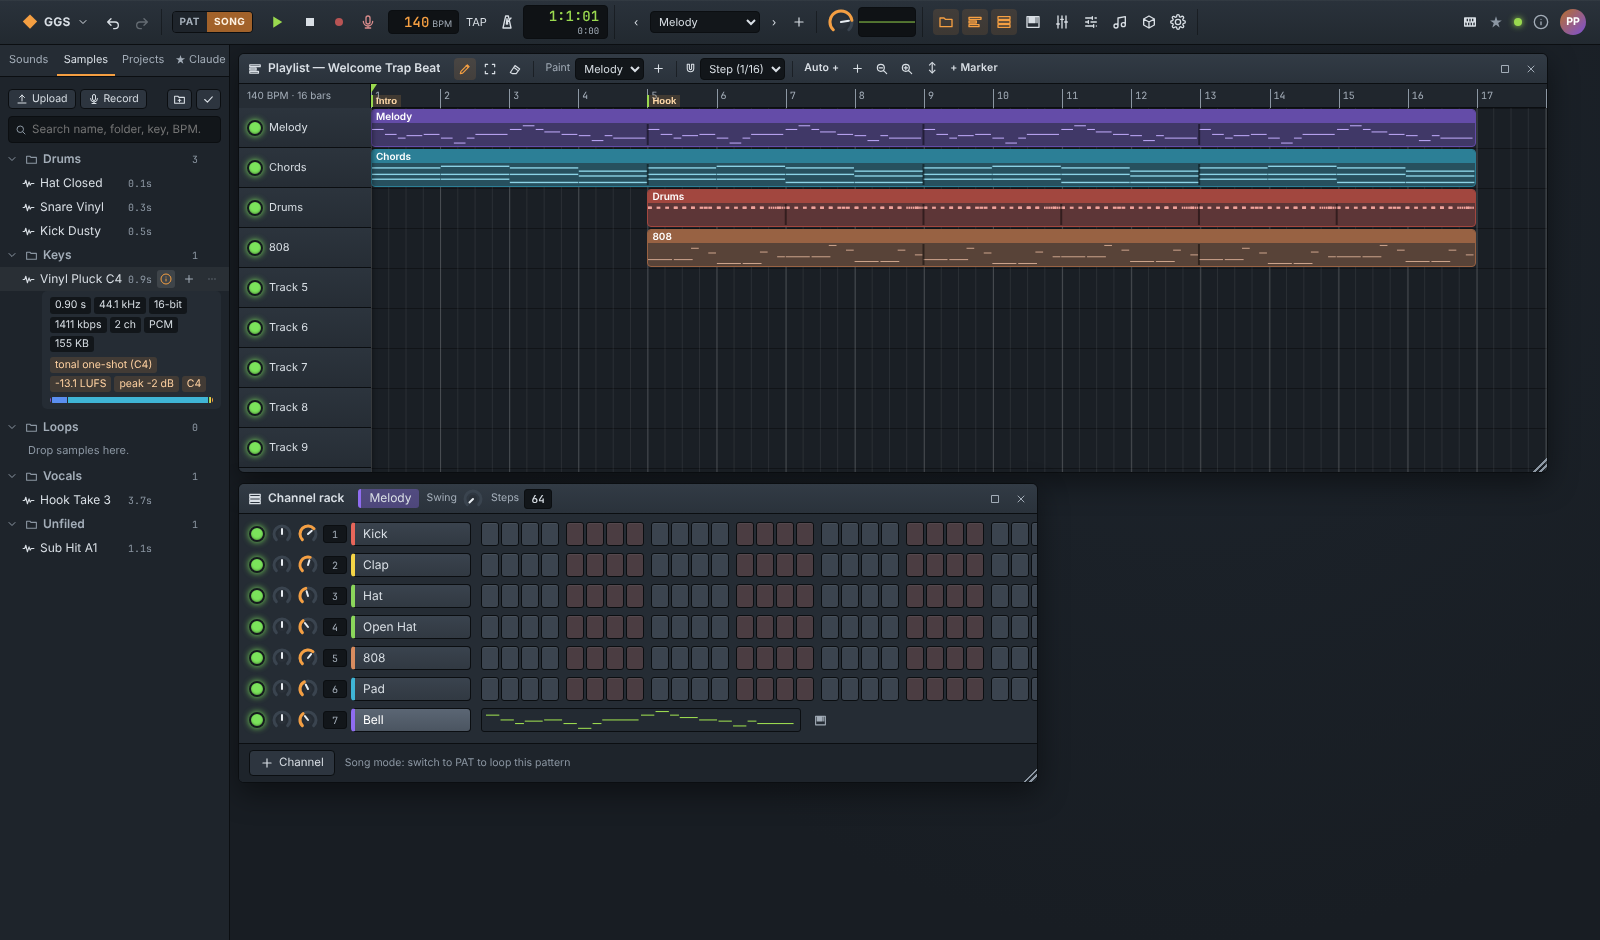 GGS PAT SONG 140 BPM TAP 1:1:01 0:00 Melody PP
Sounds Samples Projects ★ Claude
Upload Record
Search name, folder, key, BPM.
Drums 3
Hat Closed 0.1s
Snare Vinyl 0.3s
Kick Dusty 0.5s
Keys 1
Vinyl Pluck C4 0.9s
0.90 s 44.1 kHz 16-bit
1411 kbps 2 ch PCM
155 KB
tonal one-shot (C4)
-13.1 LUFS peak -2 dB C4
Loops 0
Drop samples here.
Vocals 1
Hook Take 3 3.7s
Unfiled 1
Sub Hit A1 1.1s
Playlist — Welcome Trap Beat Paint Melody Step (1/16) Auto + + Marker
140 BPM · 16 bars 1 2 3 4 5 6 7 8 9 10 11 12 13 14 15 16 17
Intro Hook
Melody Melody
Chords Chords
Drums Drums
808 808
Track 5
Track 6
Track 7
Track 8
Track 9
Channel rack Melody Swing Steps 64
1 Kick
2 Clap
3 Hat
4 Open Hat
5 808
6 Pad
7 Bell
+ Channel Song mode: switch to PAT to loop this pattern